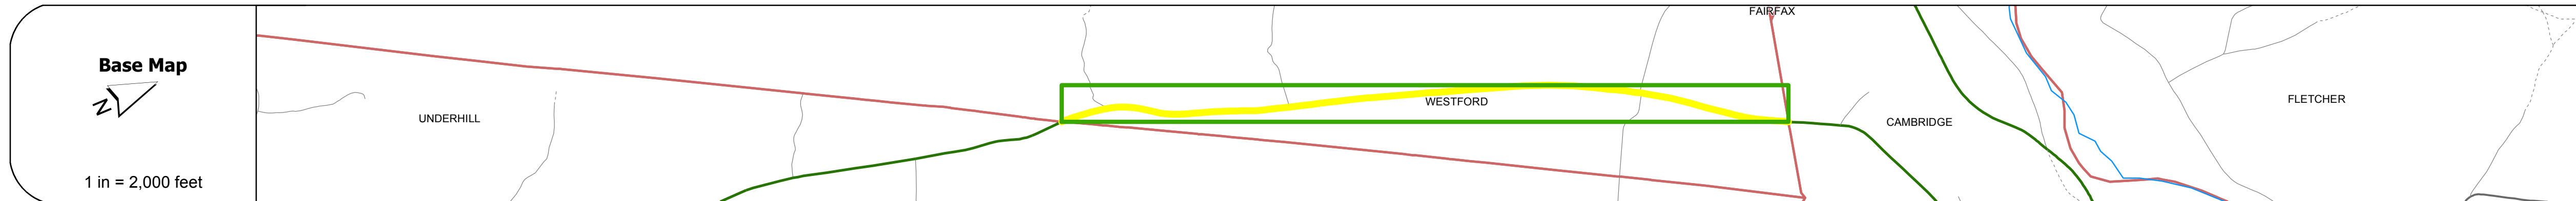 Base Map
N
1 in = 2,000 feet
UNDERHILL
WESTFORD
FAIRFAX
CAMBRIDGE
FLETCHER